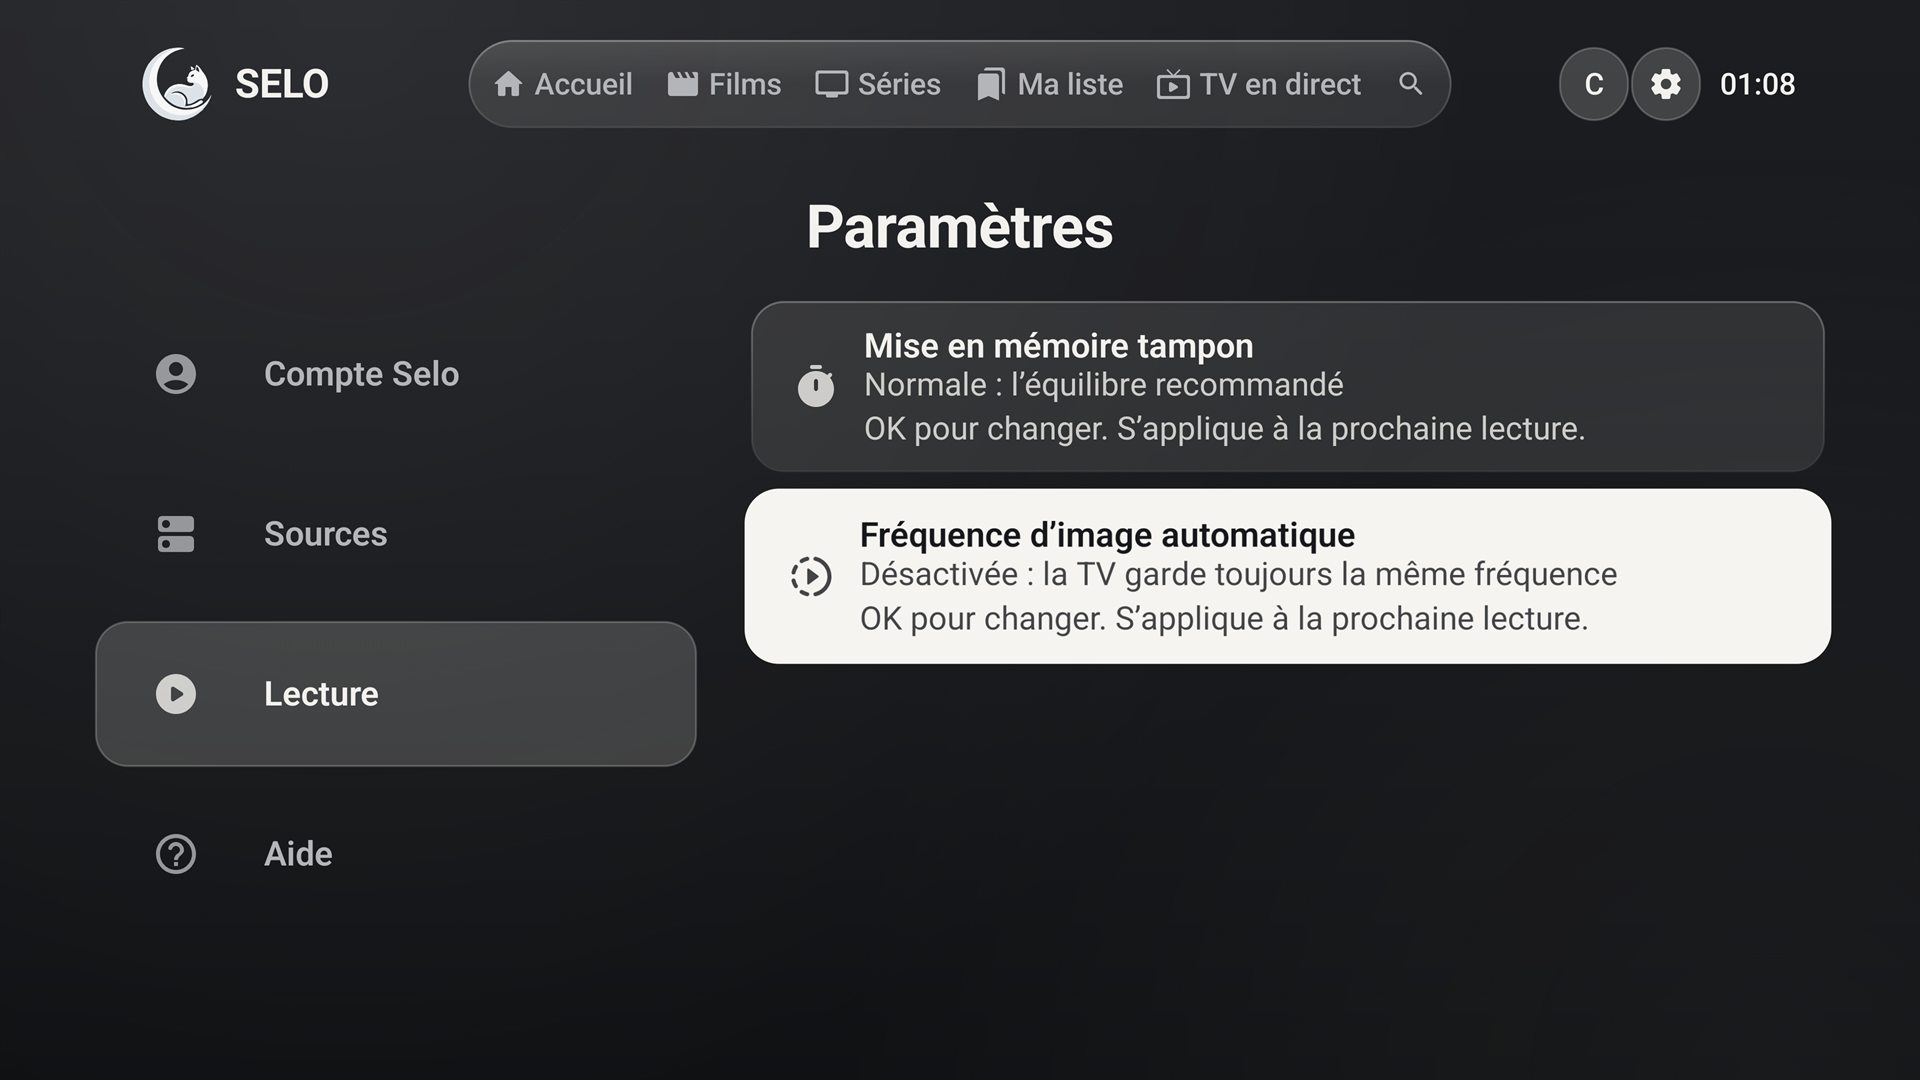 SELO
Accueil
Films
Séries
Ma liste
TV en direct
C
01:08
Paramètres
Compte Selo
Sources
Lecture
Aide
Mise en mémoire tampon
Normale : l’équilibre recommandé
OK pour changer. S’applique à la prochaine lecture.
Fréquence d’image automatique
Désactivée : la TV garde toujours la même fréquence
OK pour changer. S’applique à la prochaine lecture.